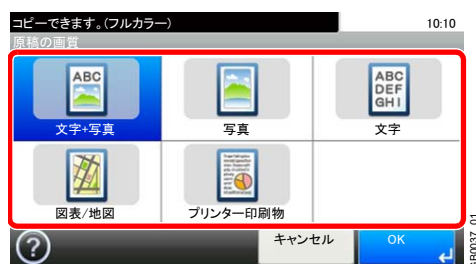 コピーできます。(フルカラー)
10:10
原稿の画質
ABC
ABC
DEF
GHI
文字+写真
写真
文字
図表/地図
プリンター印刷物
?
キャンセル
OK